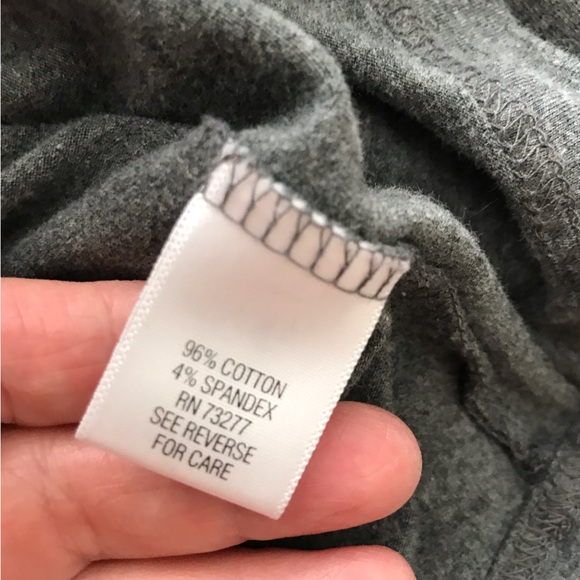 96% COTTON
4% SPANDEX
RN 73277
SEE REVERSE
FOR CARE